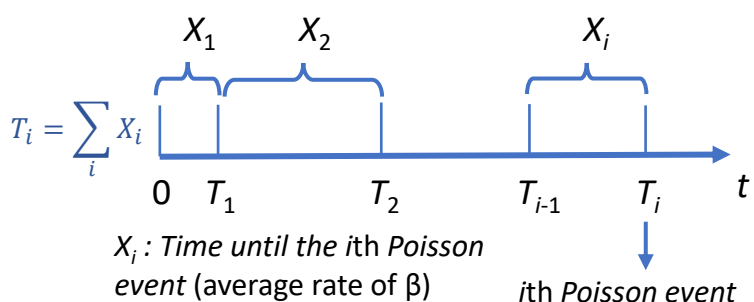 X₁ X₂ Xᵢ
Tᵢ = ∑ᵢ Xᵢ
0 T₁ T₂ Tᵢ₋₁ Tᵢ t
Xᵢ : Time until the ith Poisson
event (average rate of β)
ith Poisson event